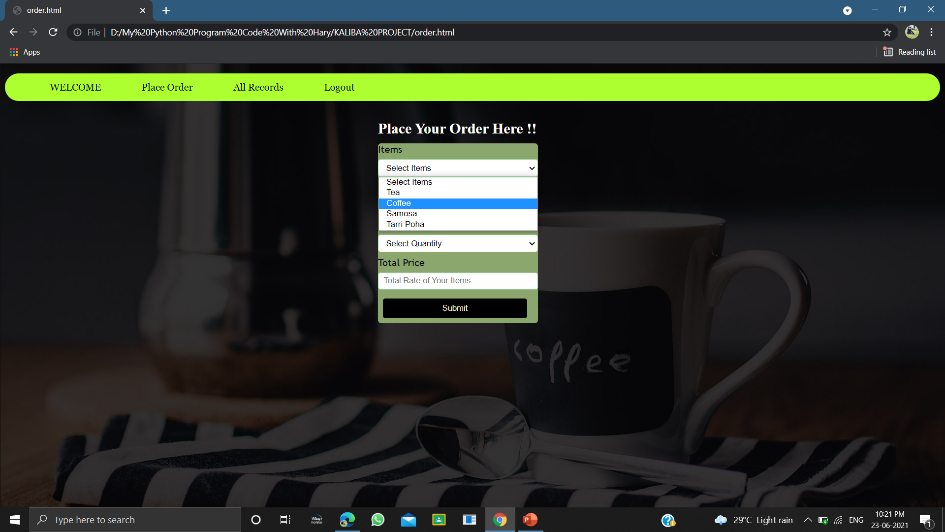 order.html
File | D:/My%20Python%20Program%20Code%20With%20Hary/KALIBA%20PROJECT/order.html
Apps
Reading list
WELCOME Place Order All Records Logout
Place Your Order Here !!
Items
Select Items
Select Items
Tea
Coffee
Samosa
Tarri Poha
Select Quantity
Total Price
Total Rate of Your Items
Submit
coffee
Type here to search
29°C Light rain
ENG
10:21 PM
23-06-2021
1